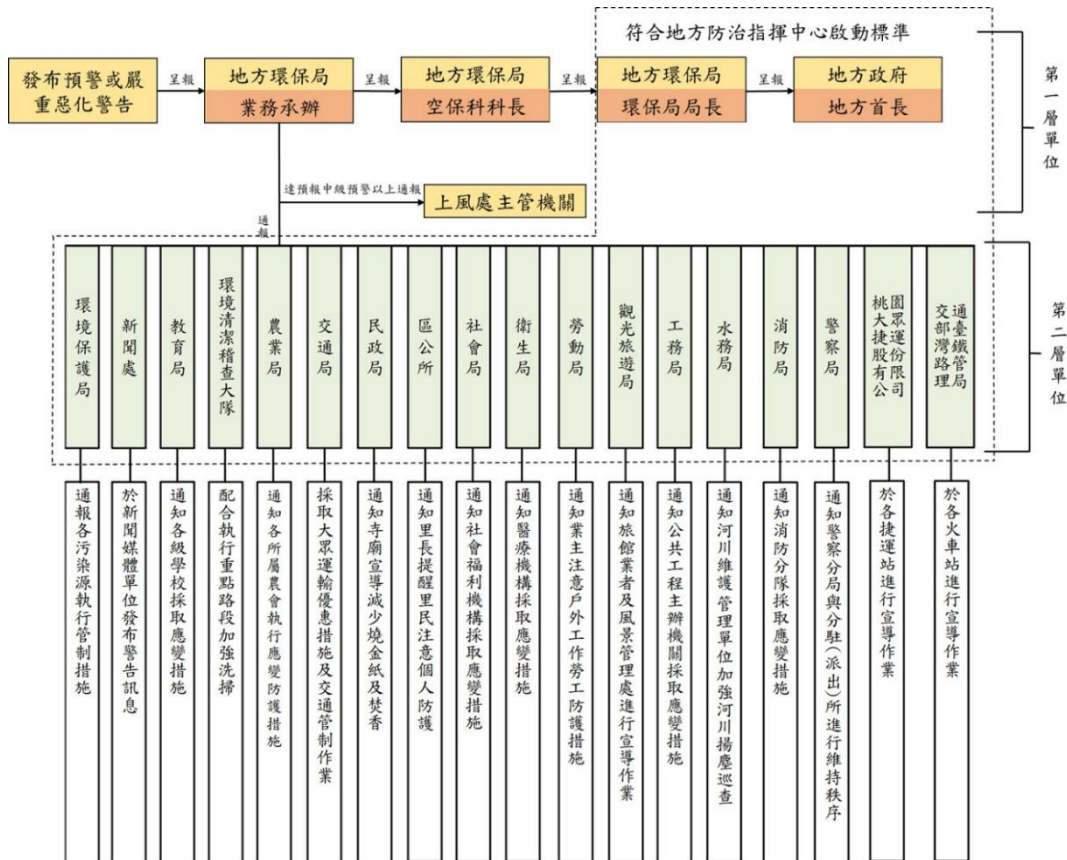 符合地方防治指揮中心啟動標準
發布預警或嚴
重惡化警告
呈報
地方環保局
業務承辦
呈報
地方環保局
空保科科長
呈報
地方環保局
環保局局長
呈報
地方政府
地方首長
第一層單位
達預報中級預警以上通報
上風處主管機關
通報
環境保護局
新聞處
教育局
環境清潔稽查大隊
農業局
交通局
民政局
區公所
社會局
衛生局
勞動局
觀光旅遊局
工務局
水務局
消防局
警察局
園眾運份限司
桃大捷股有公
通臺鐵管局
交部灣路理
第二層單位
通報各污染源執行管制措施
於新聞媒體單位發布警告訊息
通知各級學校採取應變措施
配合執行重點路段加強洗掃
通知各所屬農會執行應變防護措施
採取大眾運輸優惠措施及交通管制作業
通知寺廟宣導減少燒金紙及焚香
通知里長提醒里民注意個人防護
通知社會福利機構採取應變措施
通知醫療機構採取應變措施
通知業主注意戶外工作勞工防護措施
通知旅館業者及風景管理處進行宣導作業
通知公共工程主辦機關採取應變措施
通知河川維護管理單位加強河川揚塵巡查
通知消防分隊採取應變措施
通知警察分局與分駐(派出)所進行維持秩序
於各捷運站進行宣導作業
於各火車站進行宣導作業